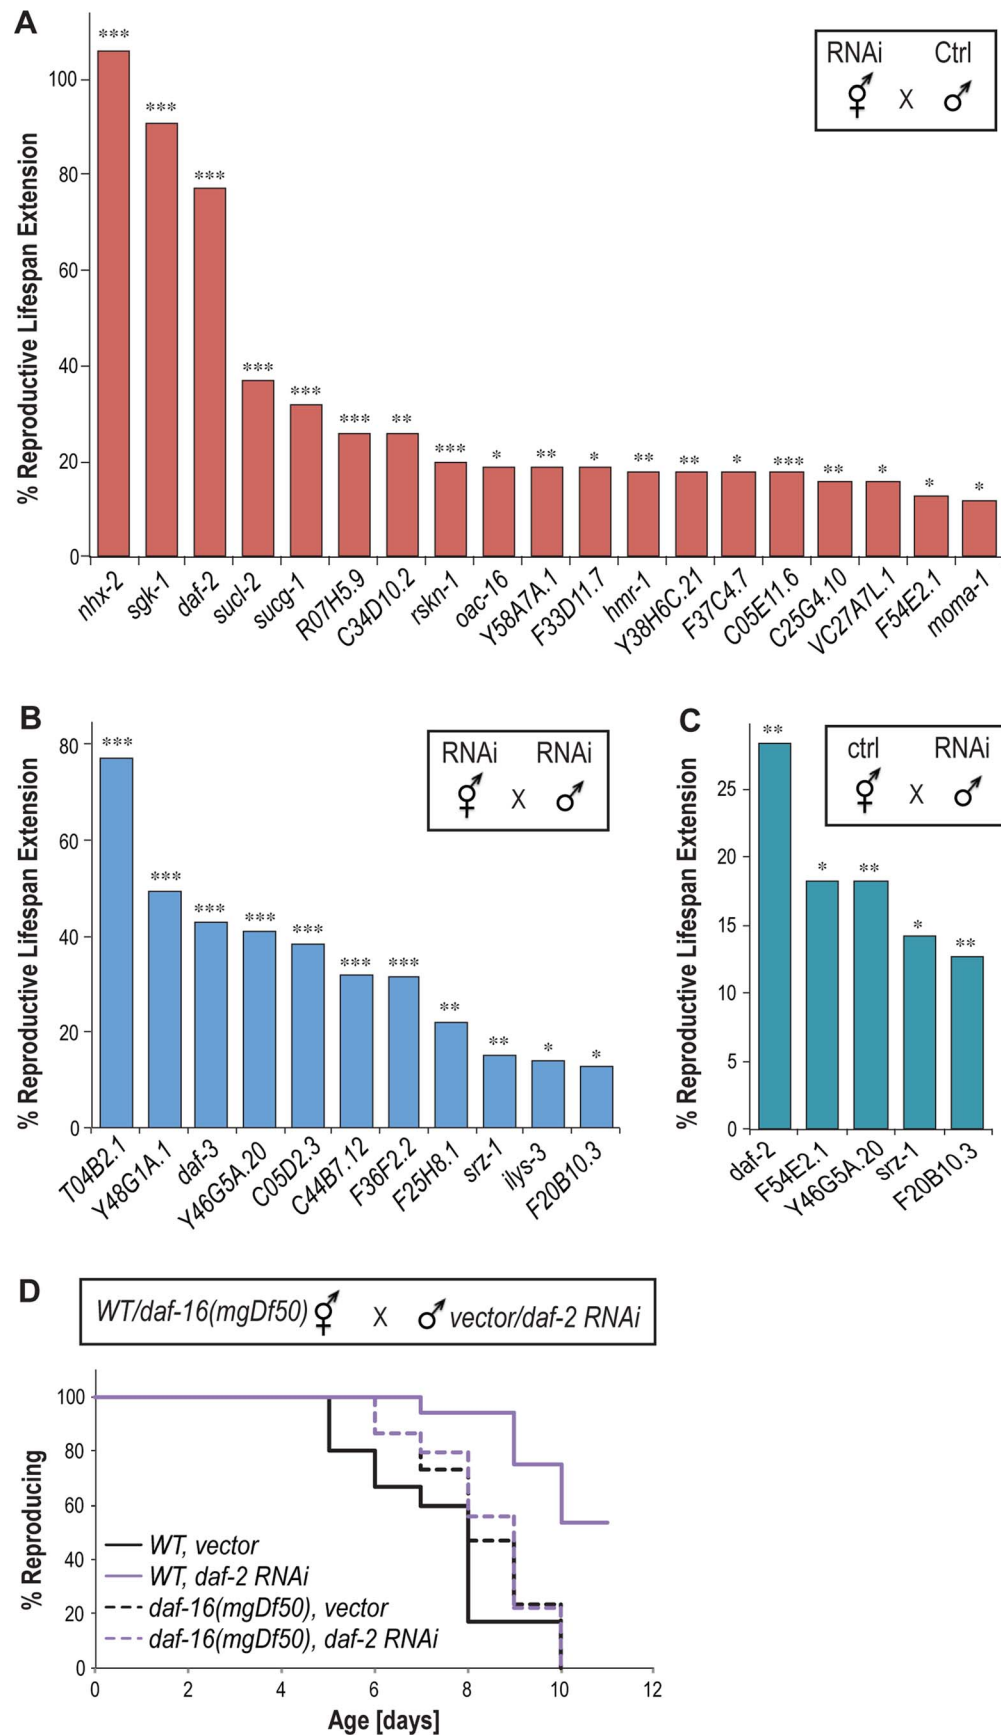 A
% Reproductive Lifespan Extension
100
80
60
40
20
0
***
***
***
***
***
***
**
***
*
**
*
**
**
*
***
**
*
*
*
RNAi Ctrl
⚥ X ♂
nhx-2
sgk-1
daf-2
sucl-2
sucg-1
R07H5.9
C34D10.2
rskn-1
oac-16
Y58A7A.1
F33D11.7
hmr-1
Y38H6C.21
F37C4.7
C05E11.6
C25G4.10
VC27A7L.1
F54E2.1
moma-1
B
% Reproductive Lifespan Extension
80
60
40
20
0
***
***
***
***
***
***
***
**
**
*
*
RNAi RNAi
⚥ X ♂
T04B2.1
Y48G1A.1
daf-3
Y46G5A.20
C05D2.3
C44B7.12
F36F2.2
F25H8.1
srz-1
ilys-3
F20B10.3
C
% Reproductive Lifespan Extension
25
20
15
10
5
0
**
*
**
*
**
ctrl RNAi
⚥ X ♂
daf-2
F54E2.1
Y46G5A.20
srz-1
F20B10.3
D
WT/daf-16(mgDf50) ⚥ X ♂ vector/daf-2 RNAi
% Reproducing
100
80
60
40
20
0
WT, vector
WT, daf-2 RNAi
daf-16(mgDf50), vector
daf-16(mgDf50), daf-2 RNAi
0 2 4 6 8 10 12
Age [days]